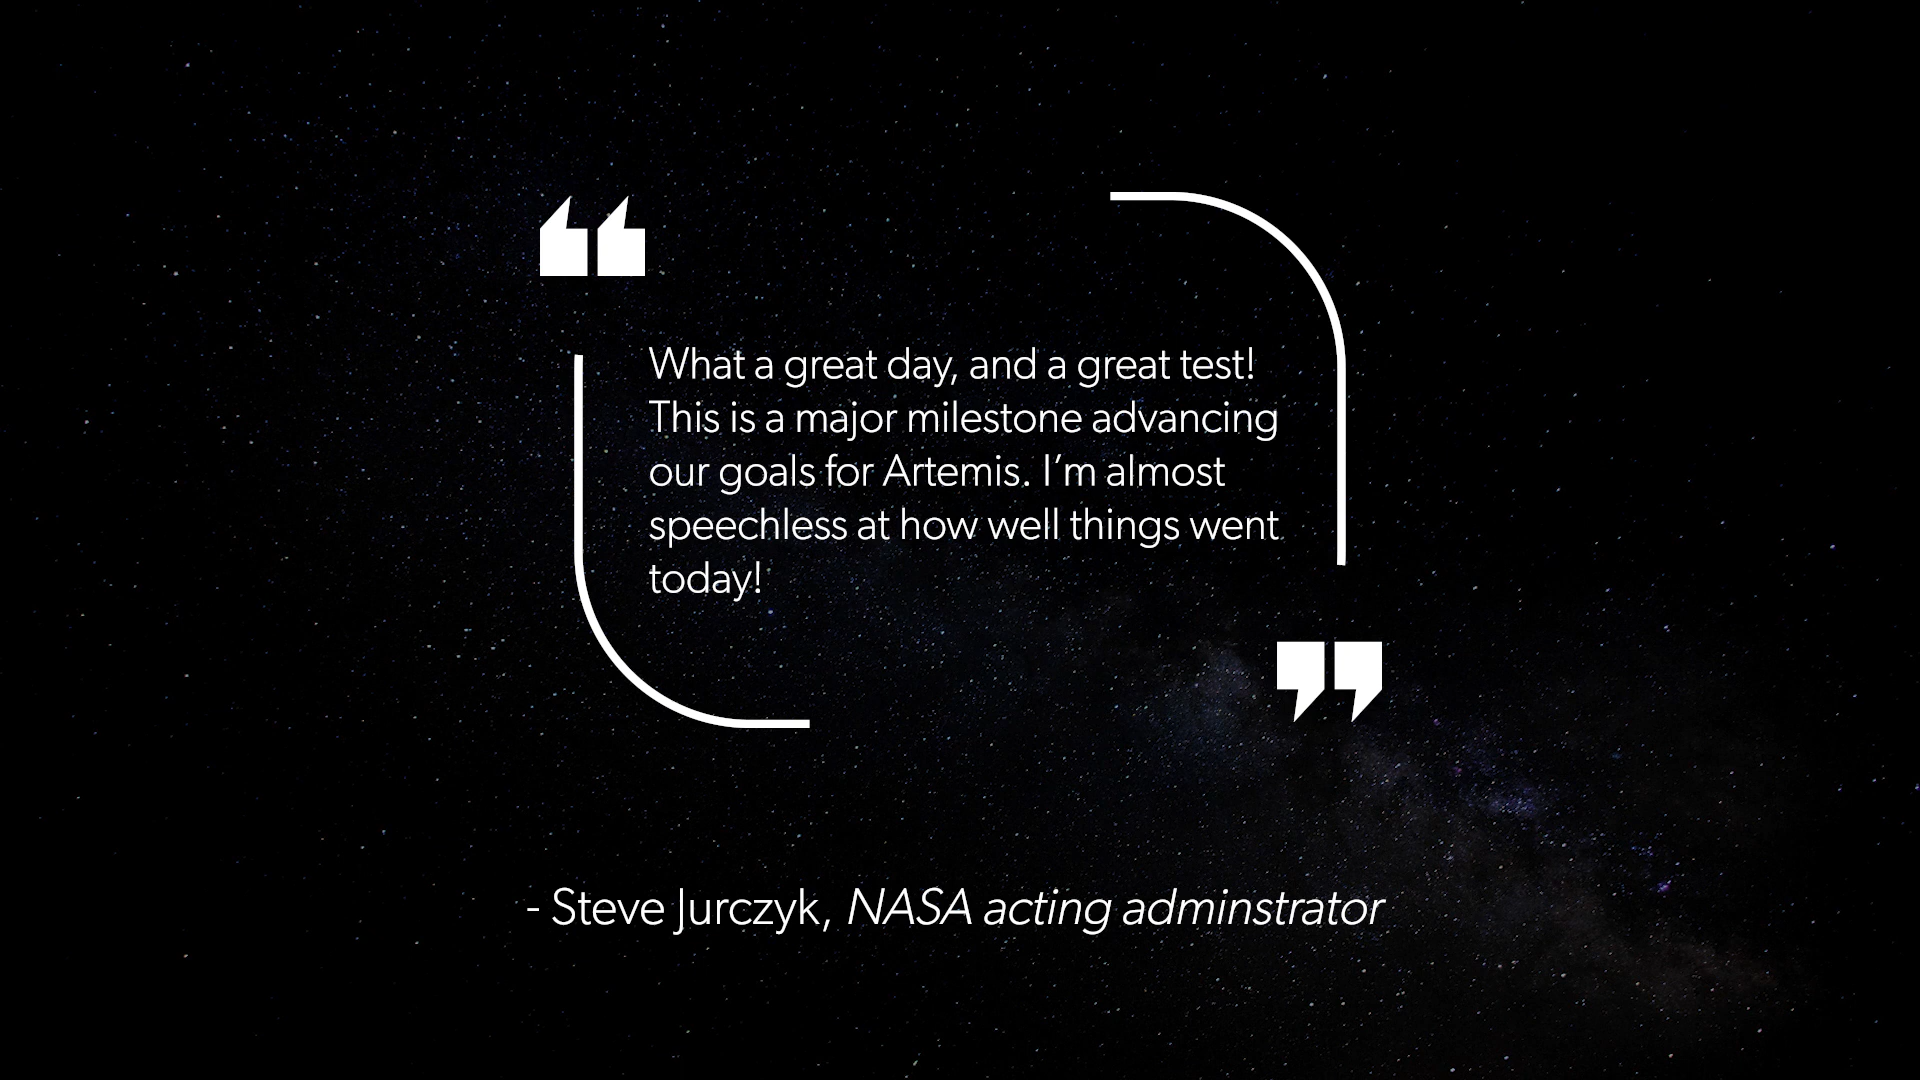 What a great day, and a great test!
This is a major milestone advancing
our goals for Artemis. I´m almost
speechless at how well things went
today!
- Steve Jurczyk, NASA acting adminstrator